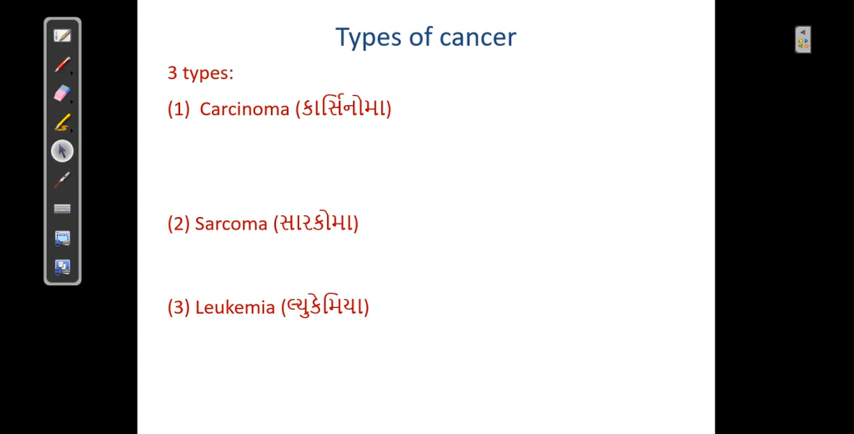 Types of cancer
3 types:
(1) Carcinoma (કાર્સિનોમા)
(2) Sarcoma (સારકોમા)
(3) Leukemia (લ્યુકેમિયા)